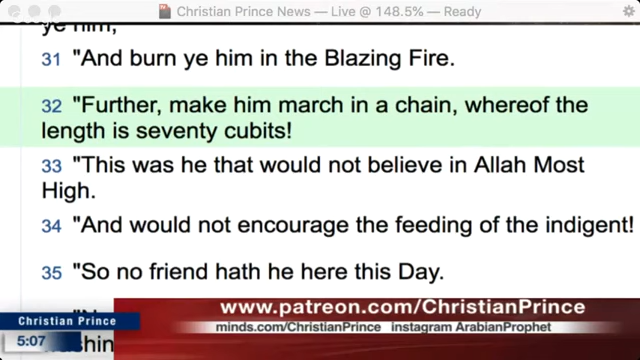 Christian Prince News — Live @ 148.5% — Ready
ye him,
31 "And burn ye him in the Blazing Fire.
32 "Further, make him march in a chain, whereof the
length is seventy cubits!
33 "This was he that would not believe in Allah Most
High.
34 "And would not encourage the feeding of the indigent!
35 "So no friend hath he here this Day.
www.patreon.com/ChristianPrince
Christian Prince
minds.com/ChristianPrince instagram ArabianProphet
5:07